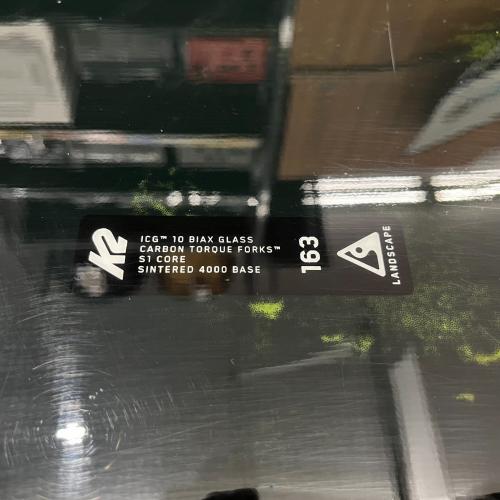 K2
ICG™ 10 BIAX GLASS
CARBON TORQUE FORKS™
S1 CORE
SINTERED 4000 BASE
163
LANDSCAPE